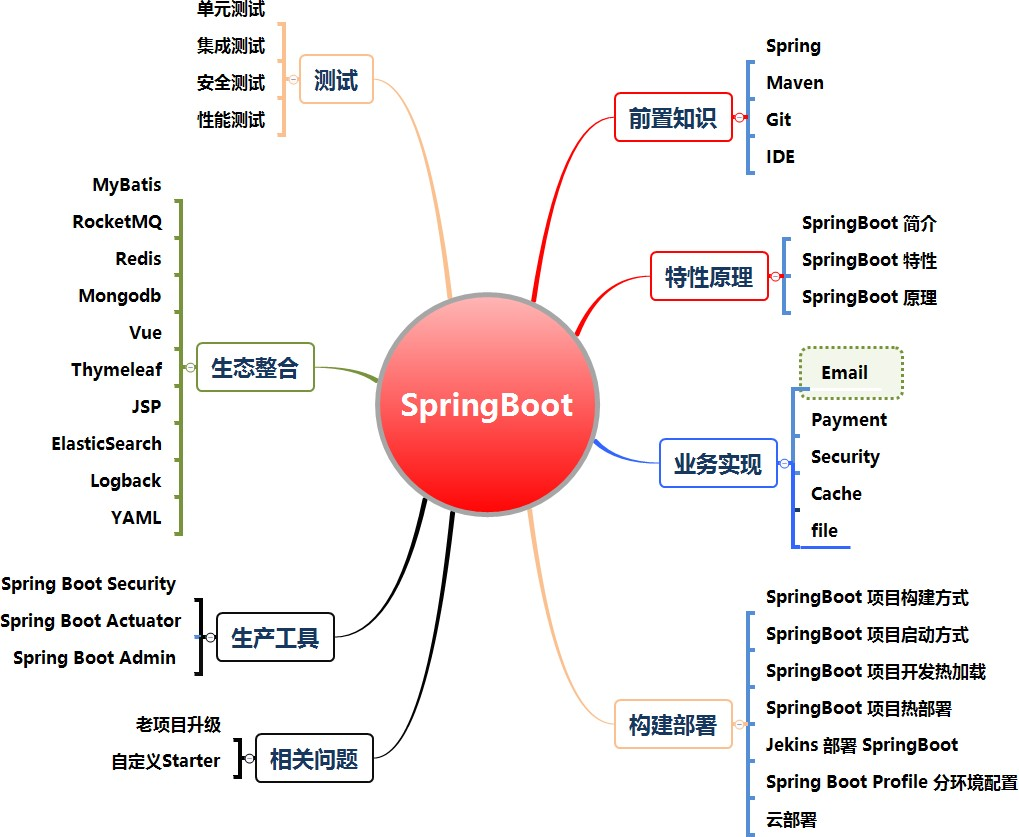 SpringBoot
前置知识
Spring
Maven
Git
IDE
特性原理
SpringBoot 简介
SpringBoot 特性
SpringBoot 原理
业务实现
Email
Payment
Security
Cache
file
构建部署
SpringBoot 项目构建方式
SpringBoot 项目启动方式
SpringBoot 项目开发热加载
SpringBoot 项目热部署
Jekins 部署 SpringBoot
Spring Boot Profile 分环境配置
云部署
测试
单元测试
集成测试
安全测试
性能测试
生态整合
MyBatis
RocketMQ
Redis
Mongodb
Vue
Thymeleaf
JSP
ElasticSearch
Logback
YAML
生产工具
Spring Boot Security
Spring Boot Actuator
Spring Boot Admin
相关问题
老项目升级
自定义Starter